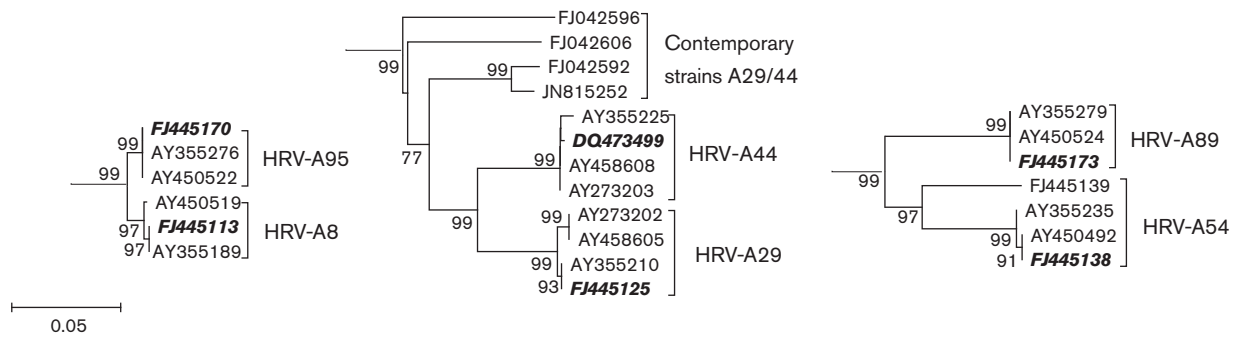 FJ445170
AY355276
AY450522
AY450519
FJ445113
AY355189
99
99
97
97
HRV-A95
HRV-A8
0.05
FJ042596
FJ042606
FJ042592
JN815252
Contemporary
strains A29/44
99
99
77
AY355225
DQ473499
AY458608
AY273203
HRV-A44
99
99
AY273202
AY458605
AY355210
FJ445125
HRV-A29
99
99
93
AY355279
AY450524
FJ445173
HRV-A89
99
99
FJ445139
AY355235
AY450492
FJ445138
HRV-A54
97
99
91